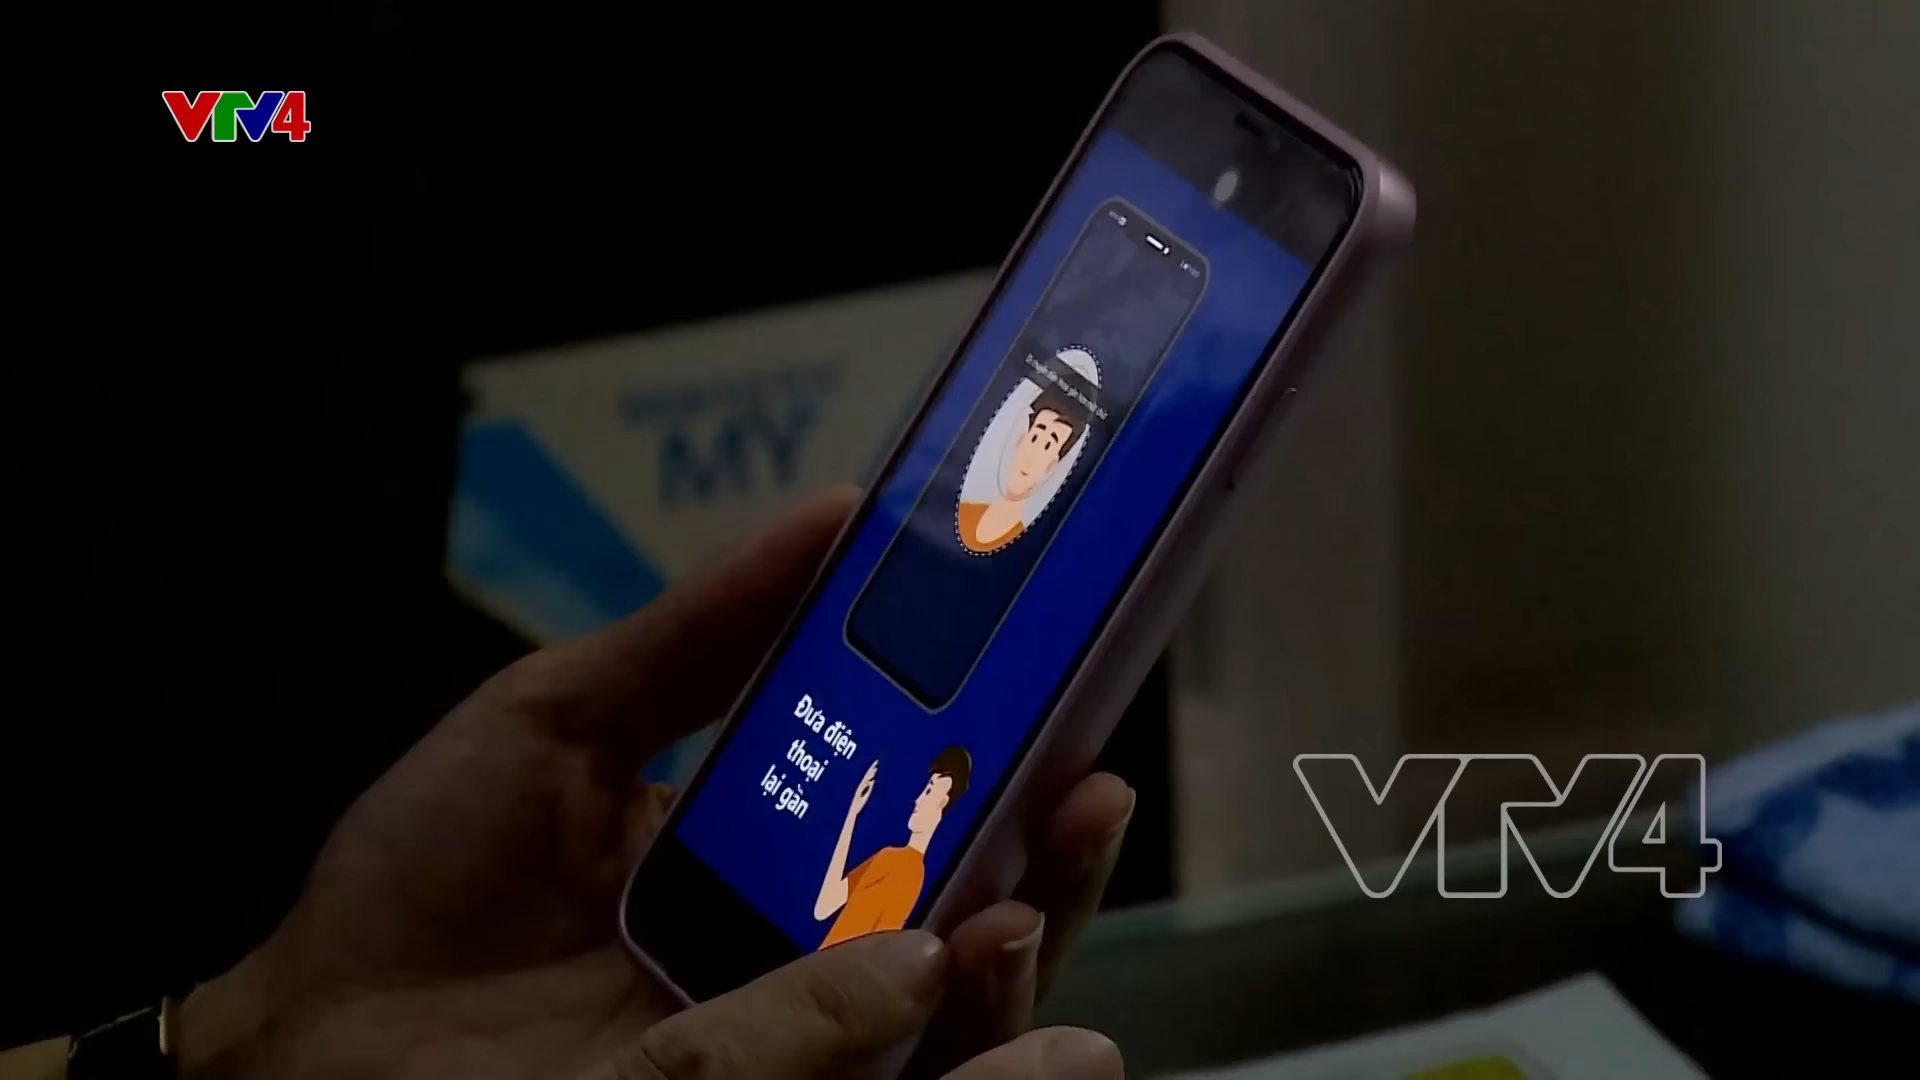 VTV4
MY
Đưa điện
thoại
lại gần
VTV4